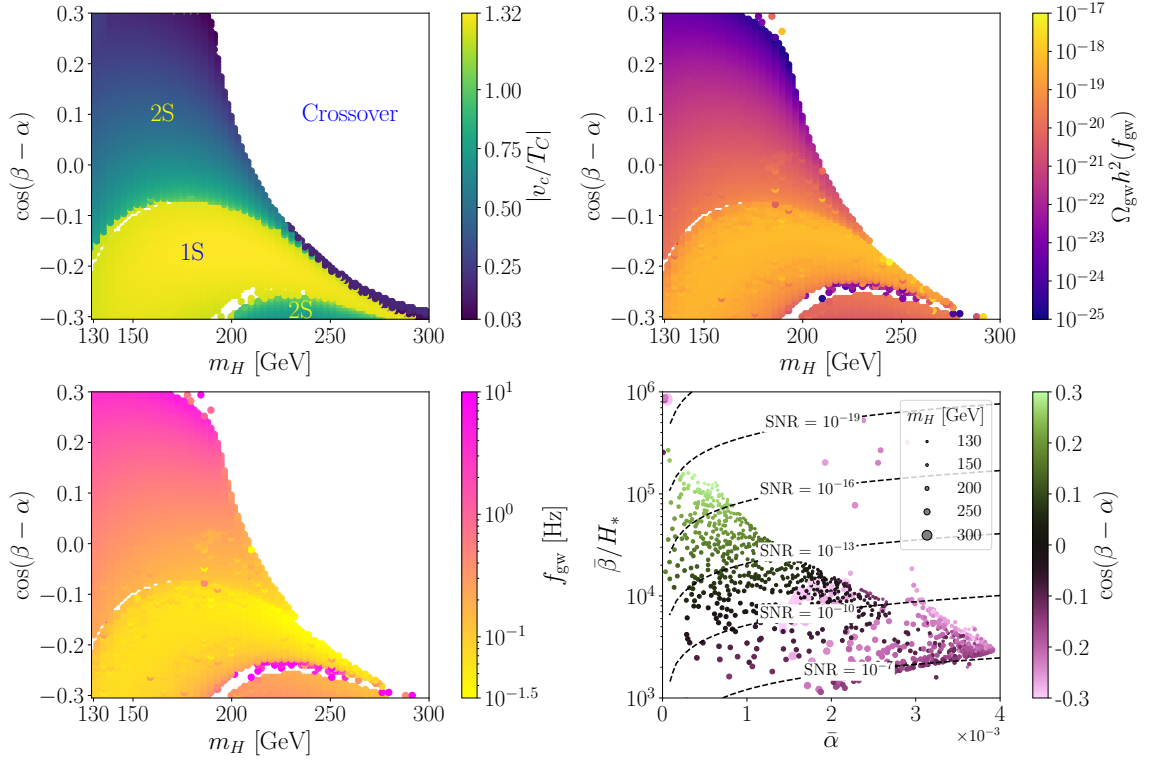 0.3
0.2
0.1
0.0
−0.1
−0.2
−0.3
cos(β − α)
2S
Crossover
1S
2S
130 150 200 250 300
m_H [GeV]
1.32
1.00
0.75
0.50
0.25
0.03
|v_c/T_C|
0.3
0.2
0.1
0.0
−0.1
−0.2
−0.3
cos(β − α)
130 150 200 250 300
m_H [GeV]
10^−17
10^−18
10^−19
10^−20
10^−21
10^−22
10^−23
10^−24
10^−25
Ω_gw h^2(f_gw)
0.3
0.2
0.1
0.0
−0.1
−0.2
−0.3
cos(β − α)
130 150 200 250 300
m_H [GeV]
10^1
10^0
10^−1
10^−1.5
f_gw [Hz]
10^6
10^5
10^4
10^3
β̄/H_*
SNR = 10^−19
SNR = 10^−16
SNR = 10^−13
SNR = 10^−10
SNR = 10^−7
m_H [GeV]
130
150
200
250
300
0 1 2 3 4
×10^−3
ᾱ
0.3
0.2
0.1
0
-0.1
-0.2
-0.3
cos(β − α)